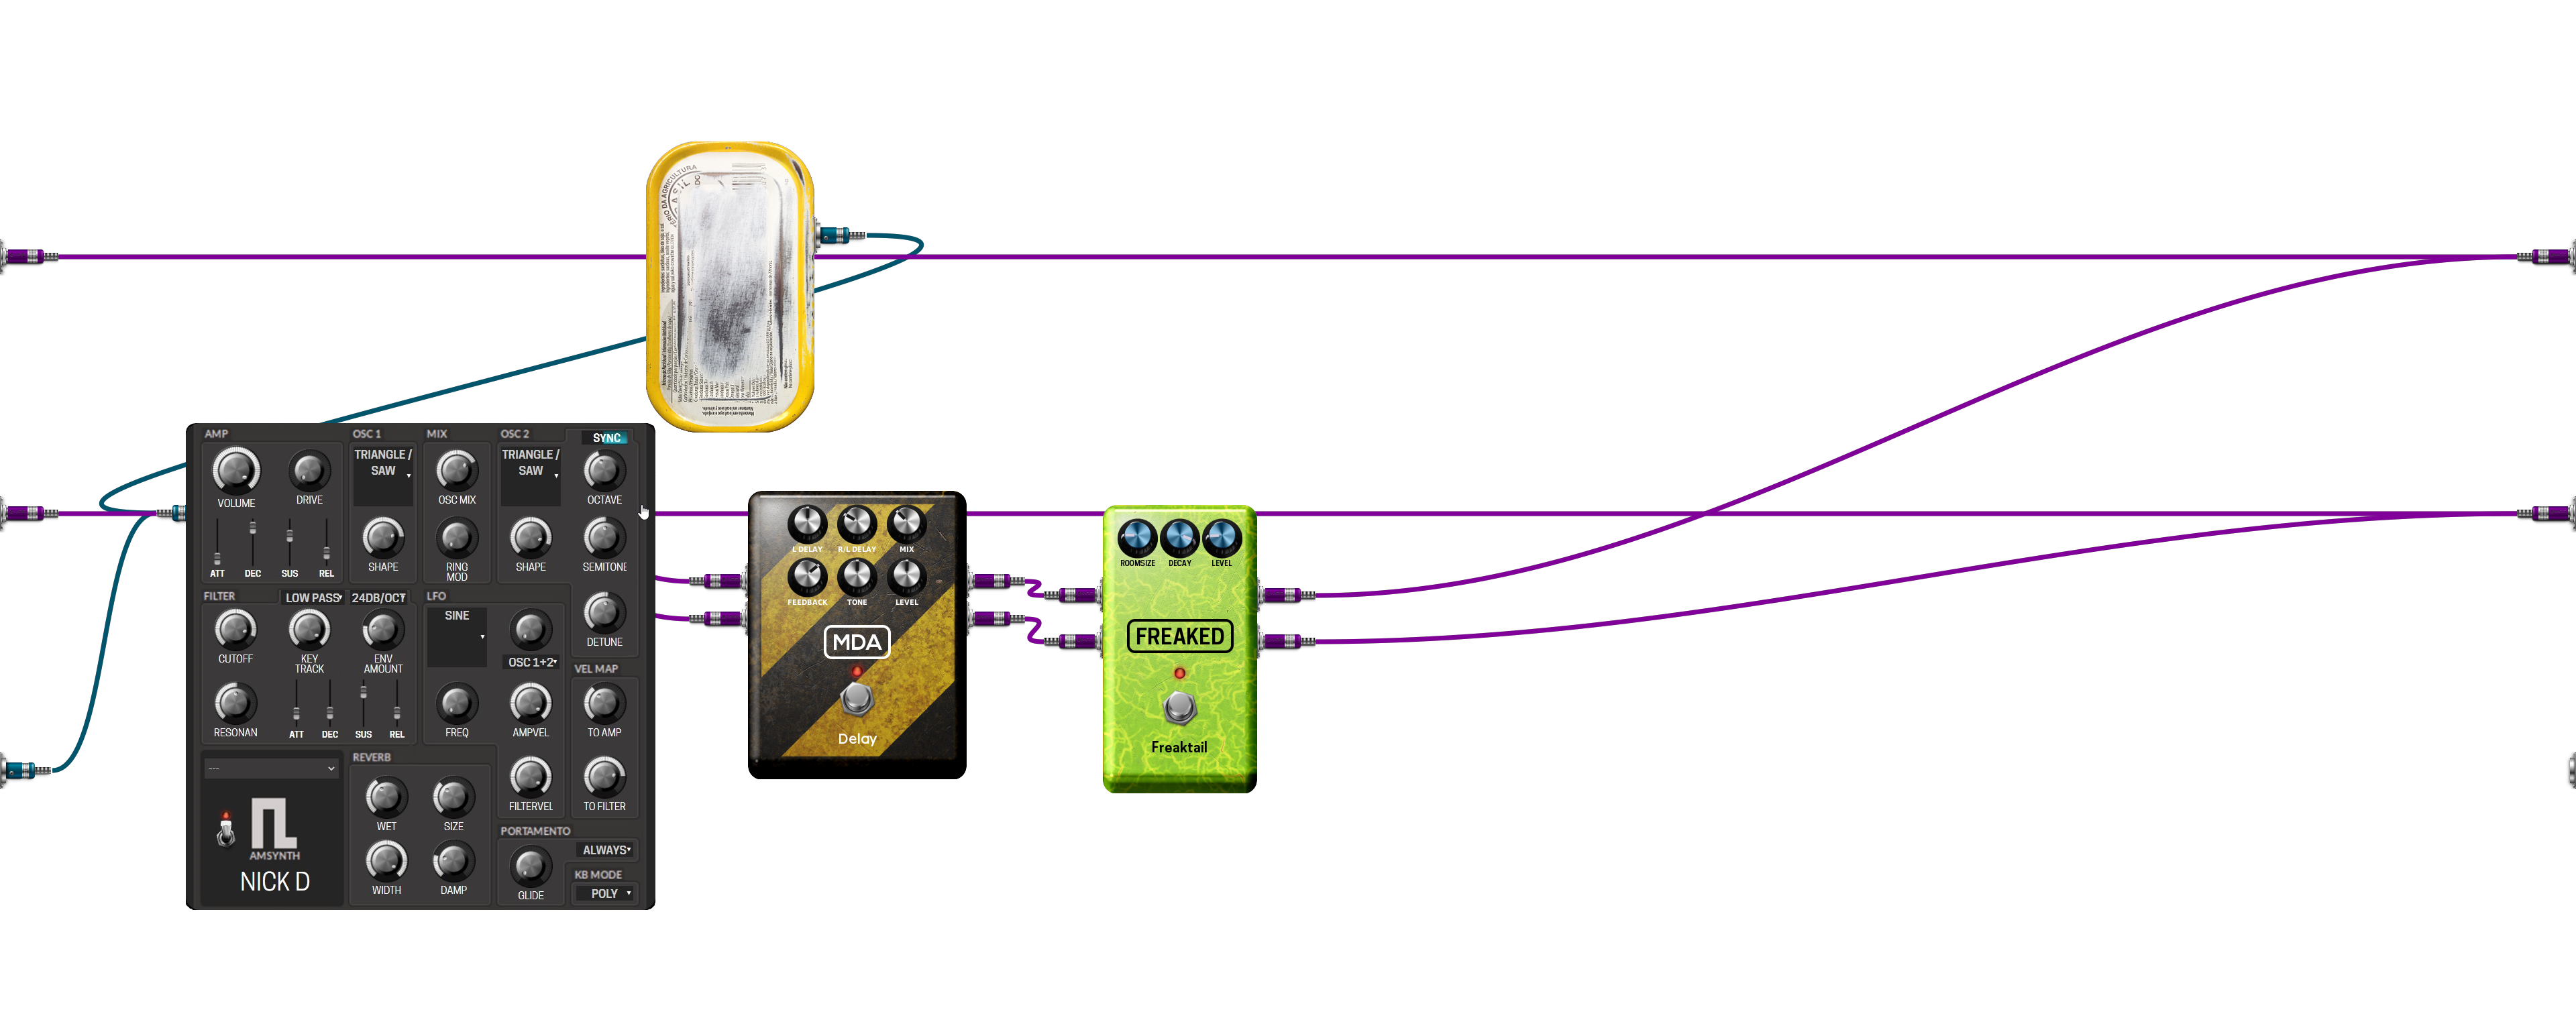 DA AGRICULTURA
AMP
VOLUME
DRIVE
ATT
DEC
SUS
REL
OSC 1
TRIANGLE /
SAW
SHAPE
MIX
OSC MIX
RING
MOD
OSC 2
SYNC
TRIANGLE /
SAW
OCTAVE
SHAPE
SEMITONE
DETUNE
FILTER
LOW PASS
24DB/OCT
CUTOFF
KEY
TRACK
ENV
AMOUNT
RESONAN
ATT
DEC
SUS
REL
LFO
SINE
OSC 1+2
FREQ
AMPVEL
FILTERVEL
VEL MAP
TO AMP
TO FILTER
---
AMSYNTH
NICK D
REVERB
WET
SIZE
WIDTH
DAMP
PORTAMENTO
ALWAYS
GLIDE
KB MODE
POLY
L DELAY
R/L DELAY
MIX
FEEDBACK
TONE
LEVEL
MDA
Delay
ROOMSIZE
DECAY
LEVEL
FREAKED
Freaktail